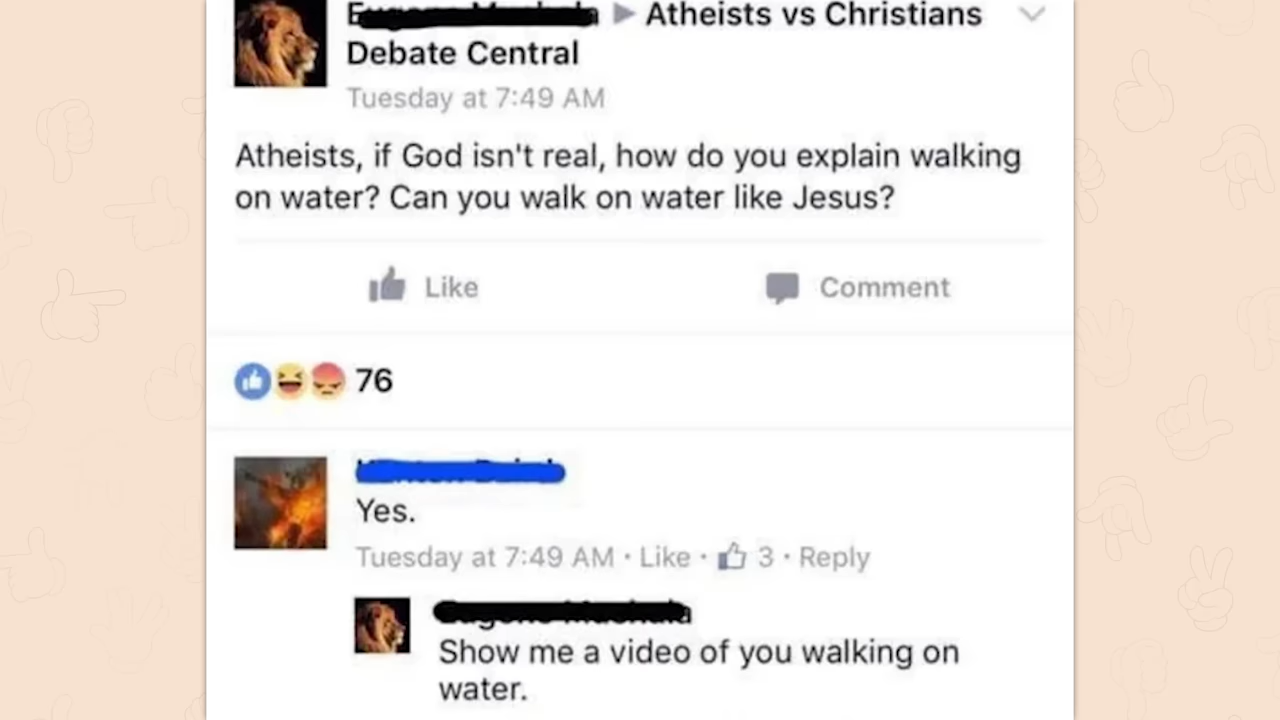 Atheists vs Christians
Debate Central
Tuesday at 7:49 AM
Atheists, if God isn't real, how do you explain walking
on water? Can you walk on water like Jesus?
Like Comment
76
Yes.
Tuesday at 7:49 AM · Like · 3 · Reply
Show me a video of you walking on
water.